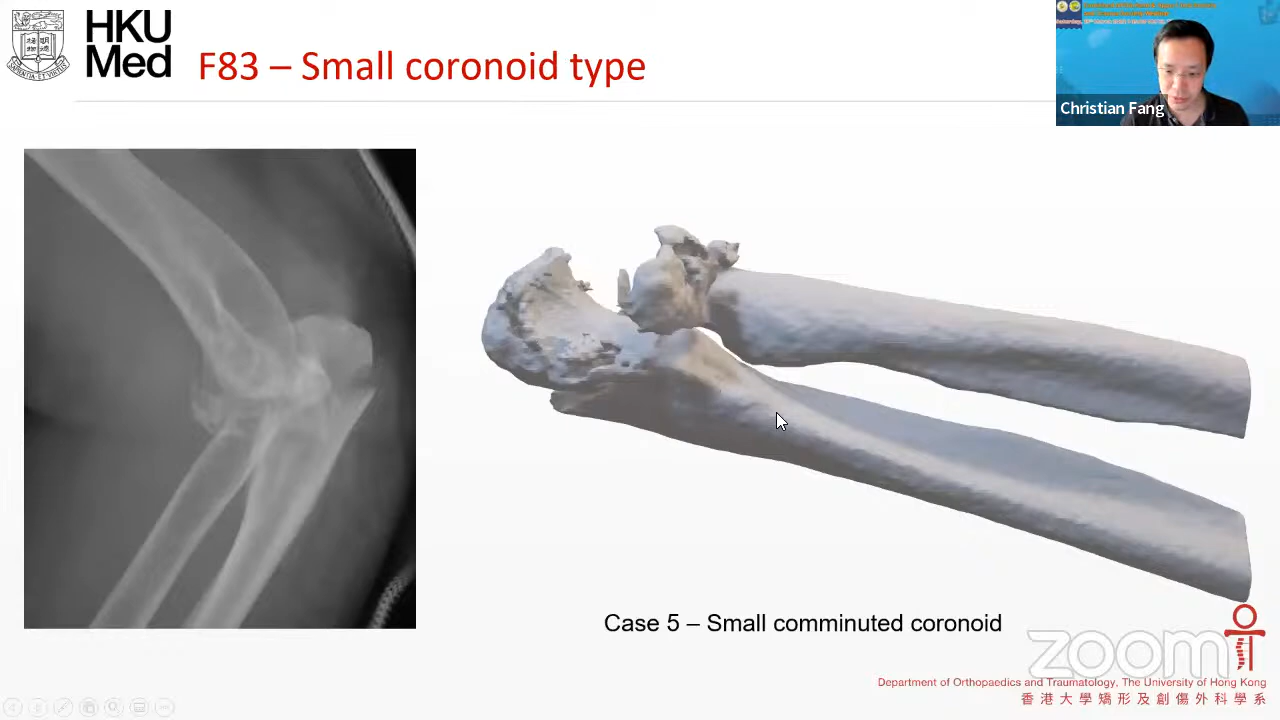 HKU
Med
F83 – Small coronoid type
Christian Fang
Case 5 – Small comminuted coronoid
zoom
Department of Orthopaedics and Traumatology, The University of Hong Kong
香港大學矯形及創傷外科學系